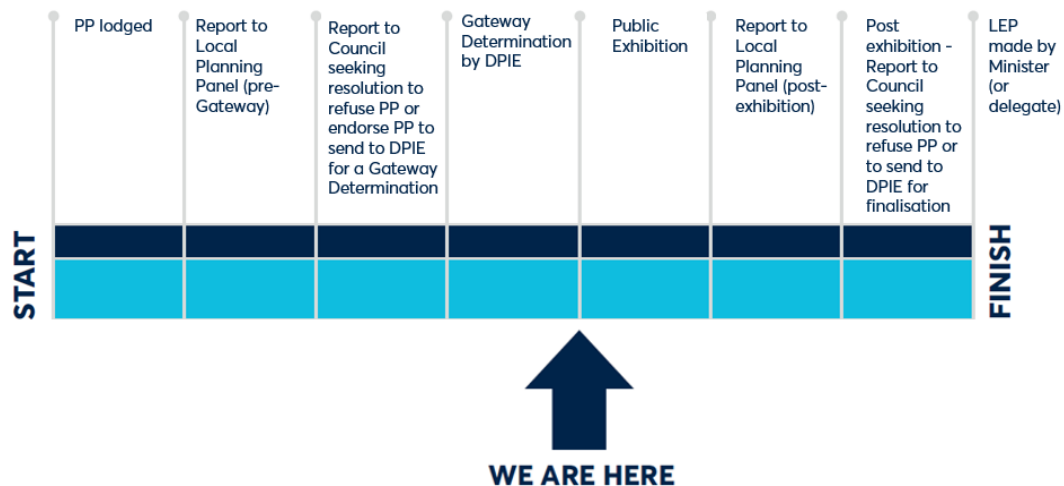 PP lodged
Report to
Local
Planning
Panel (pre-
Gateway)
Report to
Council
seeking
resolution to
refuse PP or
endorse PP to
send to DPIE
for a Gateway
Determination
Gateway
Determination
by DPIE
Public
Exhibition
Report to
Local
Planning
Panel (post-
exhibition)
Post
exhibition -
Report to
Council
seeking
resolution to
refuse PP or
to send to
DPIE for
finalisation
LEP
made by
Minister
(or
delegate)
START
FINISH
WE ARE HERE